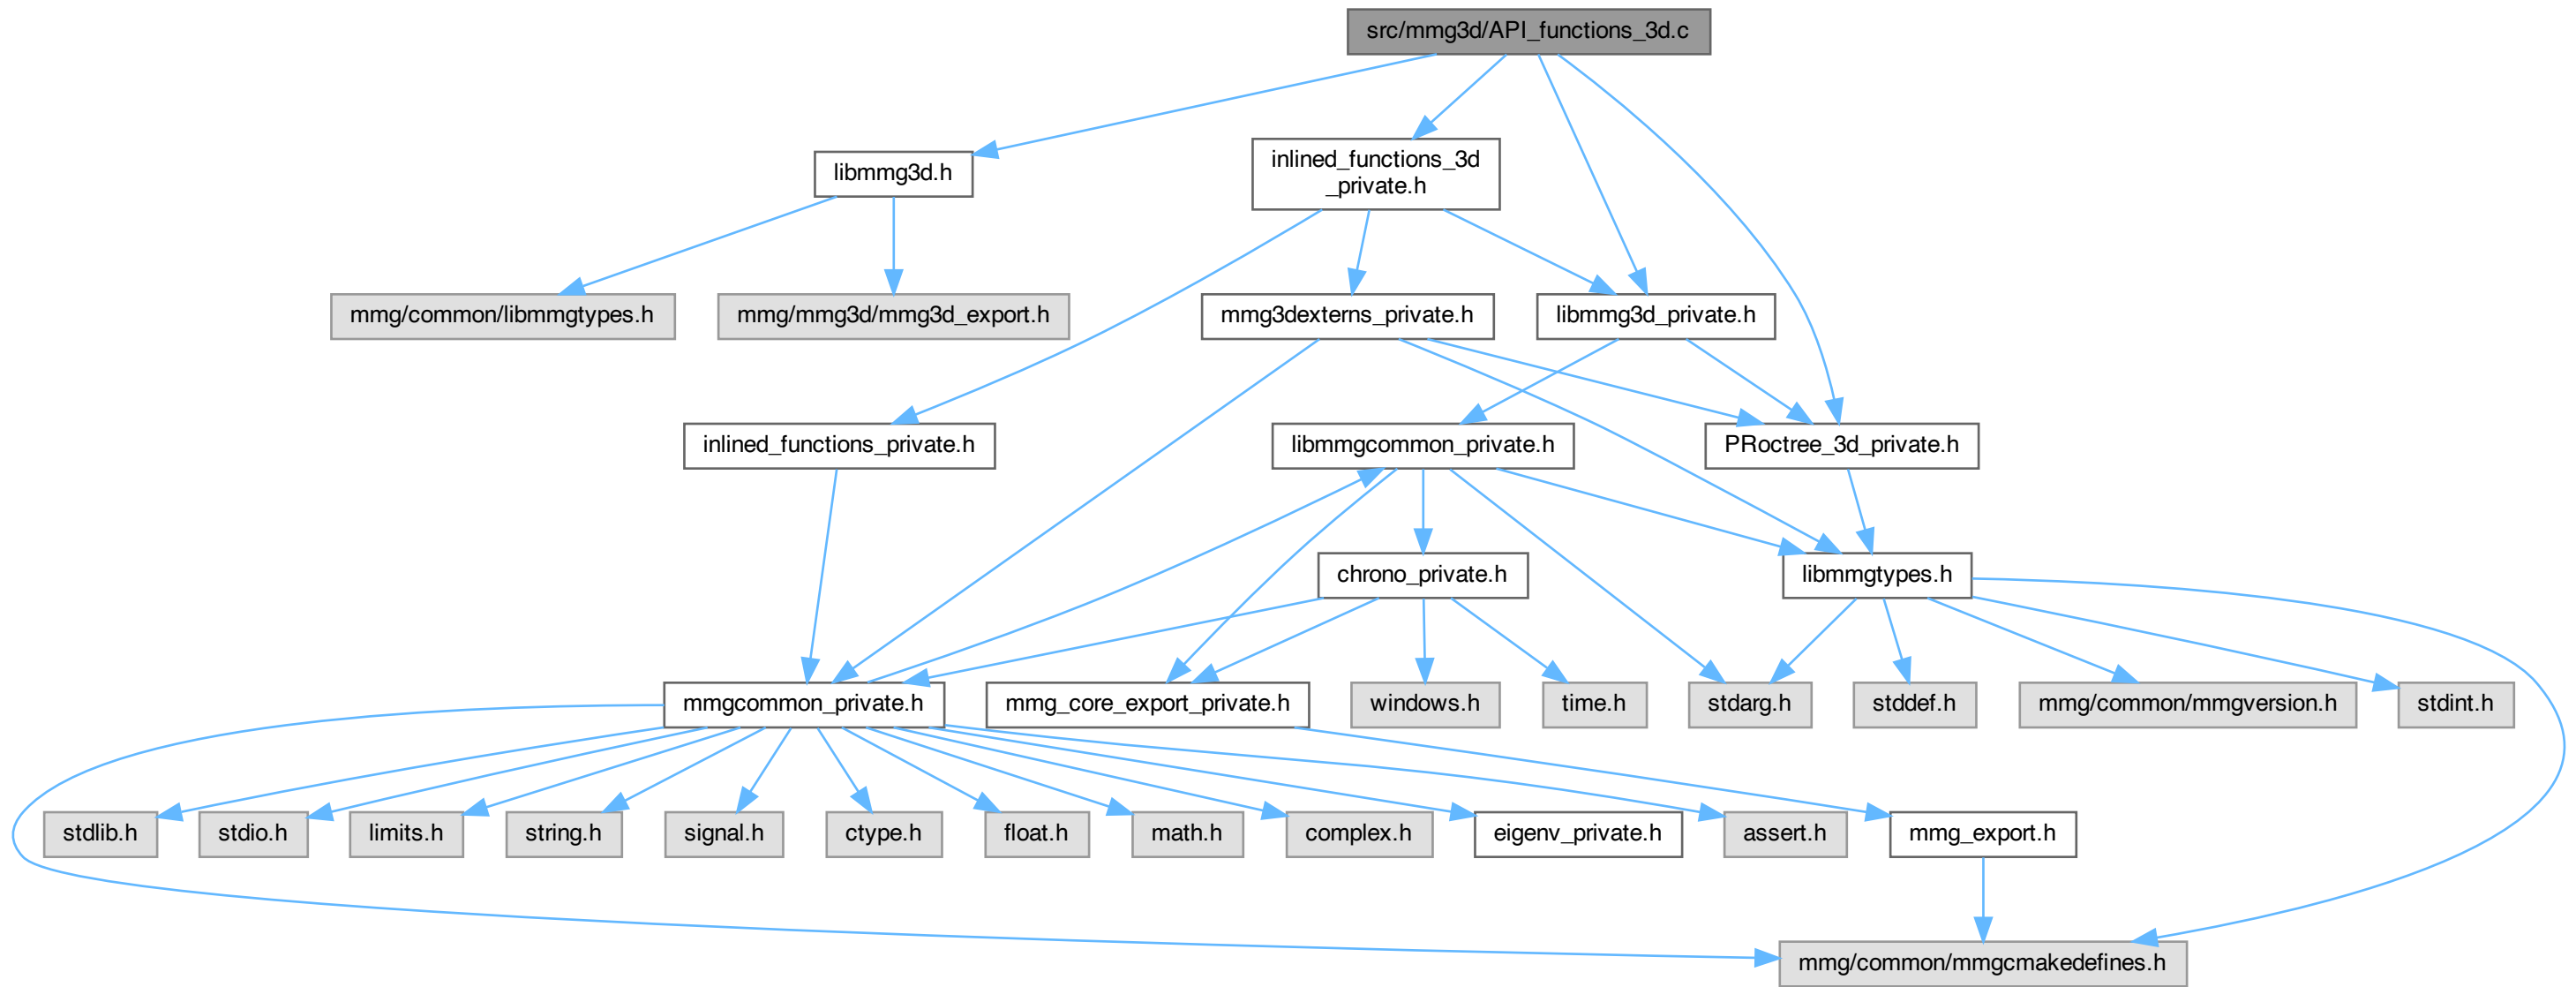 src/mmg3d/API_functions_3d.c
libmmg3d.h
inlined_functions_3d
_private.h
mmg/common/libmmgtypes.h
mmg/mmg3d/mmg3d_export.h
mmg3dexterns_private.h
libmmg3d_private.h
inlined_functions_private.h
libmmgcommon_private.h
PRoctree_3d_private.h
chrono_private.h
libmmgtypes.h
mmgcommon_private.h
mmg_core_export_private.h
windows.h
time.h
stdarg.h
stddef.h
mmg/common/mmgversion.h
stdint.h
stdlib.h
stdio.h
limits.h
string.h
signal.h
ctype.h
float.h
math.h
complex.h
eigenv_private.h
assert.h
mmg_export.h
mmg/common/mmgcmakedefines.h